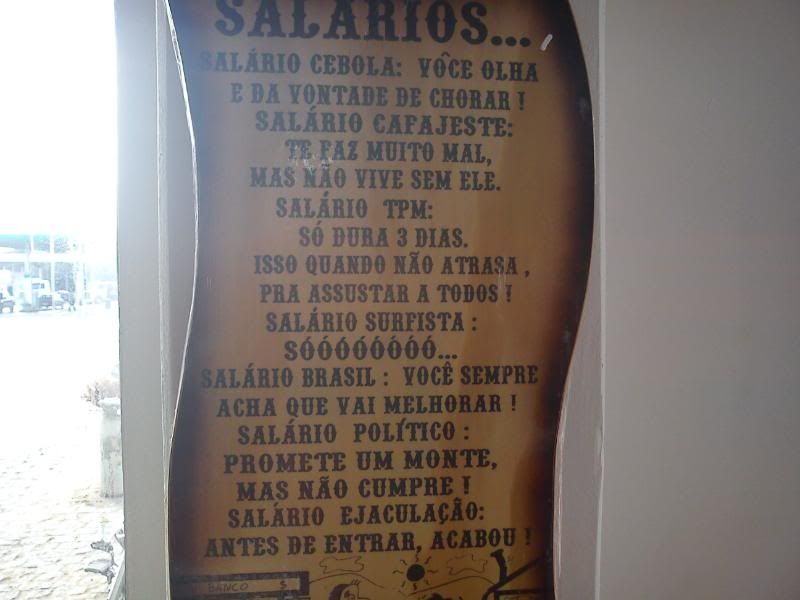 SALÁRIOS...
SALÁRIO CEBOLA: VOÔE OLHA
E DA VONTADE DE CHORAR !
SALÁRIO CAFAJESTE:
TE FAZ MUITO MAL,
MAS NÃO VIVE SEM ELE.
SALÁRIO TPM:
SÓ DURA 3 DIAS.
ISSO QUANDO NÃO ATRASA ,
PRA ASSUSTAR A TODOS !
SALÁRIO SURFISTA :
SÓÓÓÓÓÓÓÓ...
SALÁRIO BRASIL : VOCÊ SEMPRE
ACHA QUE VAI MELHORAR !
SALÁRIO POLÍTICO :
PROMETE UM MONTE,
MAS NÃO CUMPRE !
SALÁRIO EJACULAÇÃO:
ANTES DE ENTRAR, ACABOU !
BANCO $